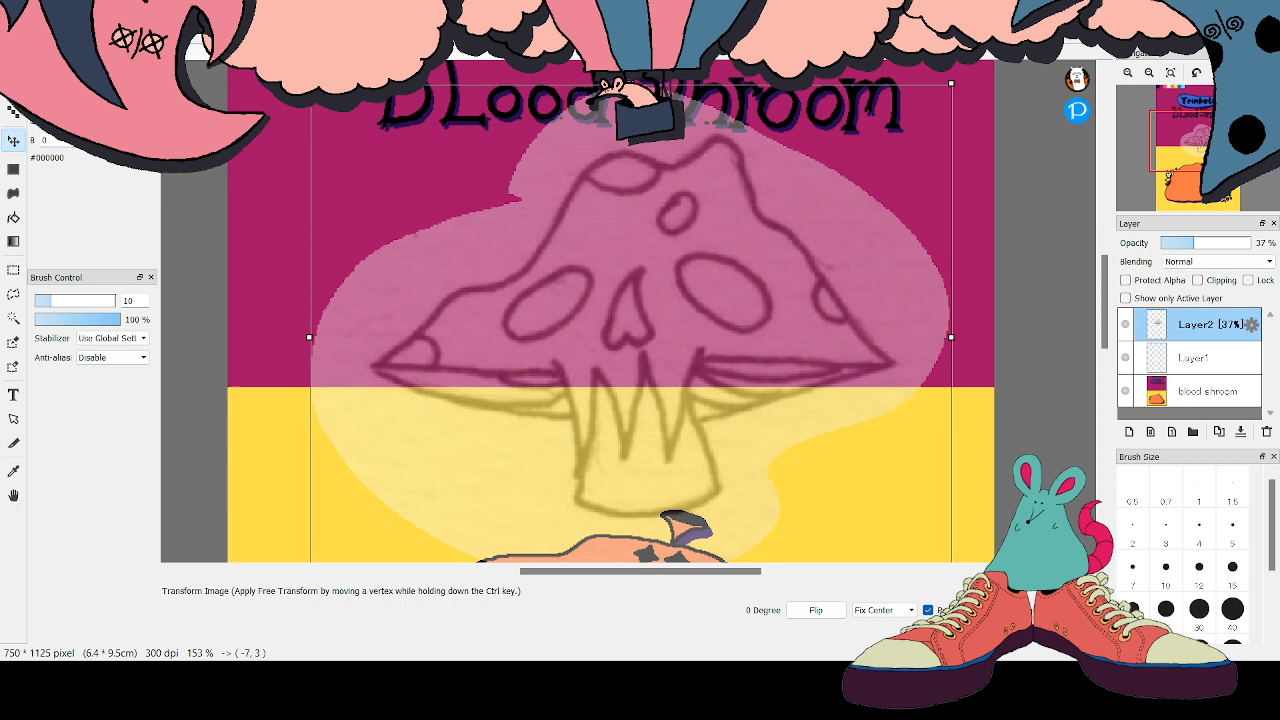 B 0
#000000
Trinkets
Brush Control
10
100 %
Stabilizer Use Global Sett
Anti-alias Disable
Layer
Opacity 37 %
Blending Normal
Protect Alpha Clipping Lock
Show only Active Layer
Layer2 [37%]
Layer1
blood shroom
Brush Size
0.5 0.7 1 1.5
2 3 4 5
7 10 12 15
30 40
Transform Image (Apply Free Transform by moving a vertex while holding down the Ctrl key.)
0 Degree Flip Fix Center
750 * 1125 pixel (6.4 * 9.5cm) 300 dpi 153 % -> ( -7, 3 )